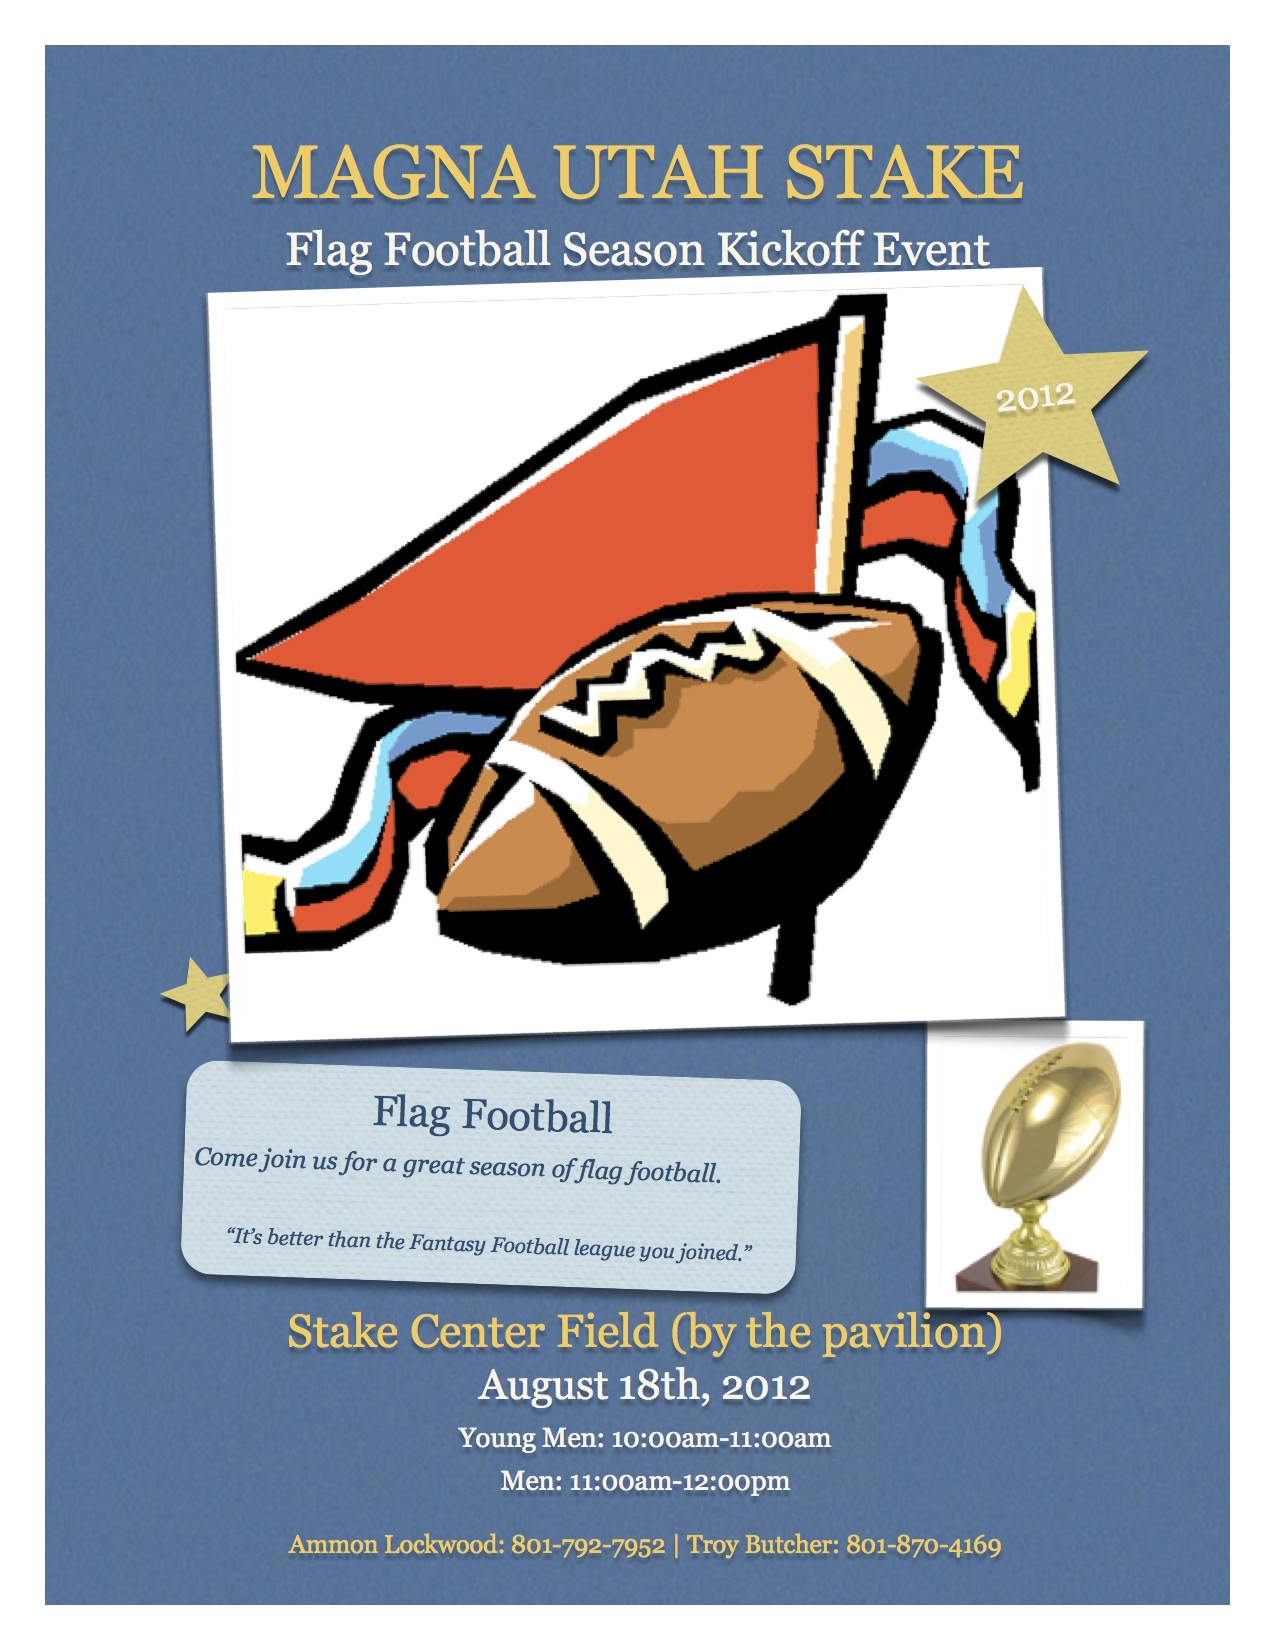 MAGNA UTAH STAKE
Flag Football Season Kickoff Event
2012
Flag Football
Come join us for a great season of flag football.
“It’s better than the Fantasy Football league you joined.”
Stake Center Field (by the pavilion)
August 18th, 2012
Young Men: 10:00am-11:00am
Men: 11:00am-12:00pm
Ammon Lockwood: 801-792-7952 | Troy Butcher: 801-870-4169